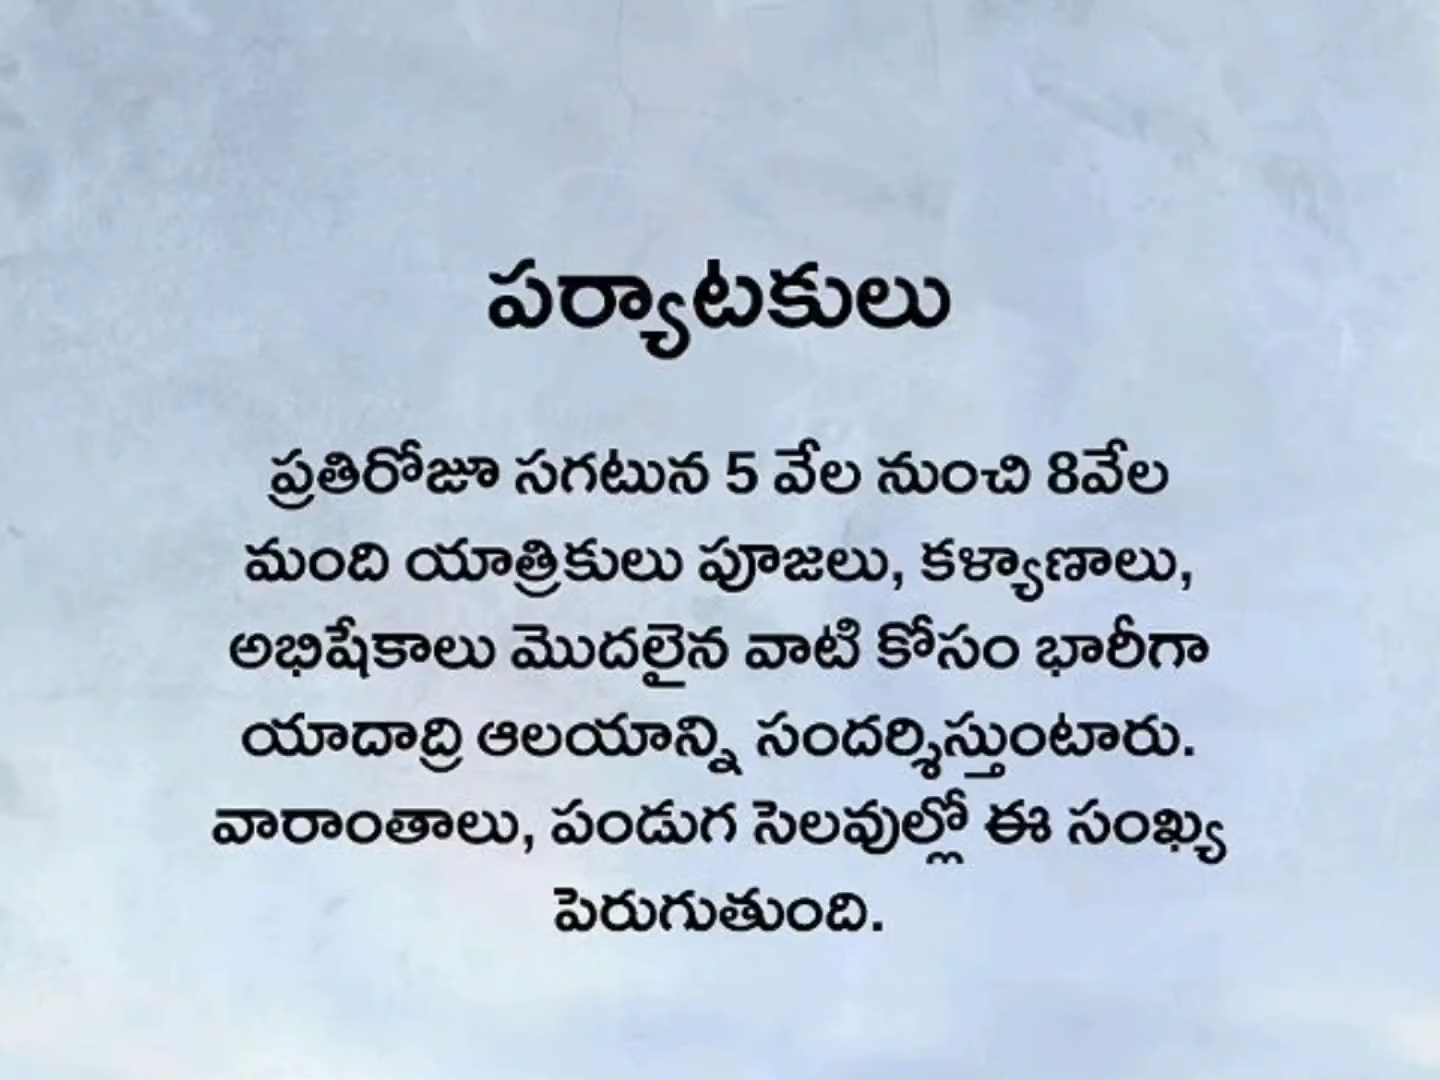 పర్యాటకులు
ప్రతిరోజూ సగటున 5 వేల నుంచి 8వేల
మంది యాత్రికులు పూజలు, కళ్యాణాలు,
అభిషేకాలు మొదలైన వాటి కోసం భారీగా
యాదాద్రి ఆలయాన్ని సందర్శిస్తుంటారు.
వారాంతాలు, పండుగ సెలవుల్లో ఈ సంఖ్య
పెరుగుతుంది.